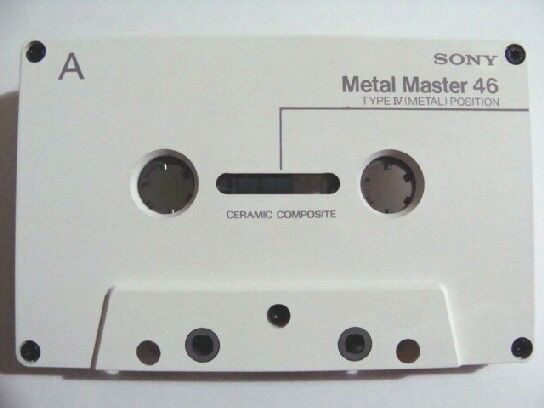 A
SONY
Metal Master 46
TYPE Ⅳ (METAL) POSITION
CERAMIC COMPOSITE